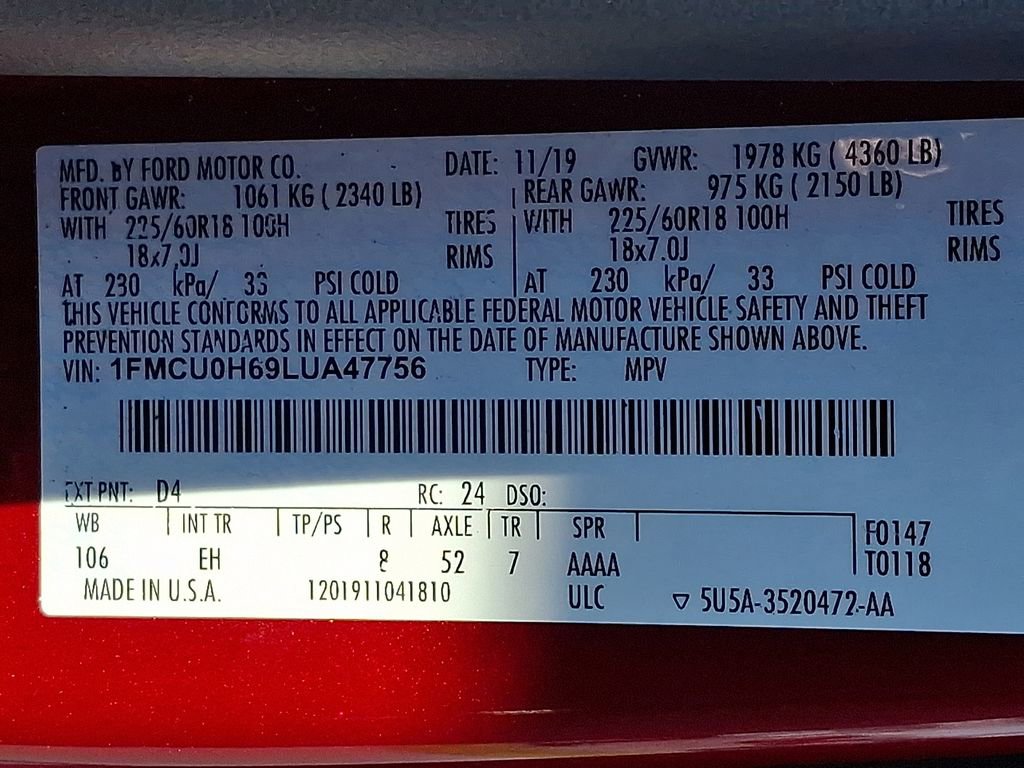 MFD. BY FORD MOTOR CO. DATE: 11/19 GVWR: 1978 KG ( 4360 LB)
FRONT GAWR: 1061 KG ( 2340 LB) REAR GAWR: 975 KG ( 2150 LB)
WITH 225/60R18 100H TIRES WITH 225/60R18 100H TIRES
18x7.0J RIMS 18x7.0J RIMS
AT 230 kPa/ 33 PSI COLD AT 230 kPa/ 33 PSI COLD
THIS VEHICLE CONFORMS TO ALL APPLICABLE FEDERAL MOTOR VEHICLE SAFETY AND THEFT
PREVENTION STANDARDS IN EFFECT ON THE DATE OF MANUFACTURE SHOWN ABOVE.
VIN: 1FMCU0H69LUA47756 TYPE: MPV
EXT PNT: D4 RC: 24 DSO:
WB INT TR TP/PS R AXLE TR SPR F0147
106 EH 8 52 7 AAAA T0118
MADE IN U.S.A. 1201911041810 ULC ▽ 5U5A-3520472-AA